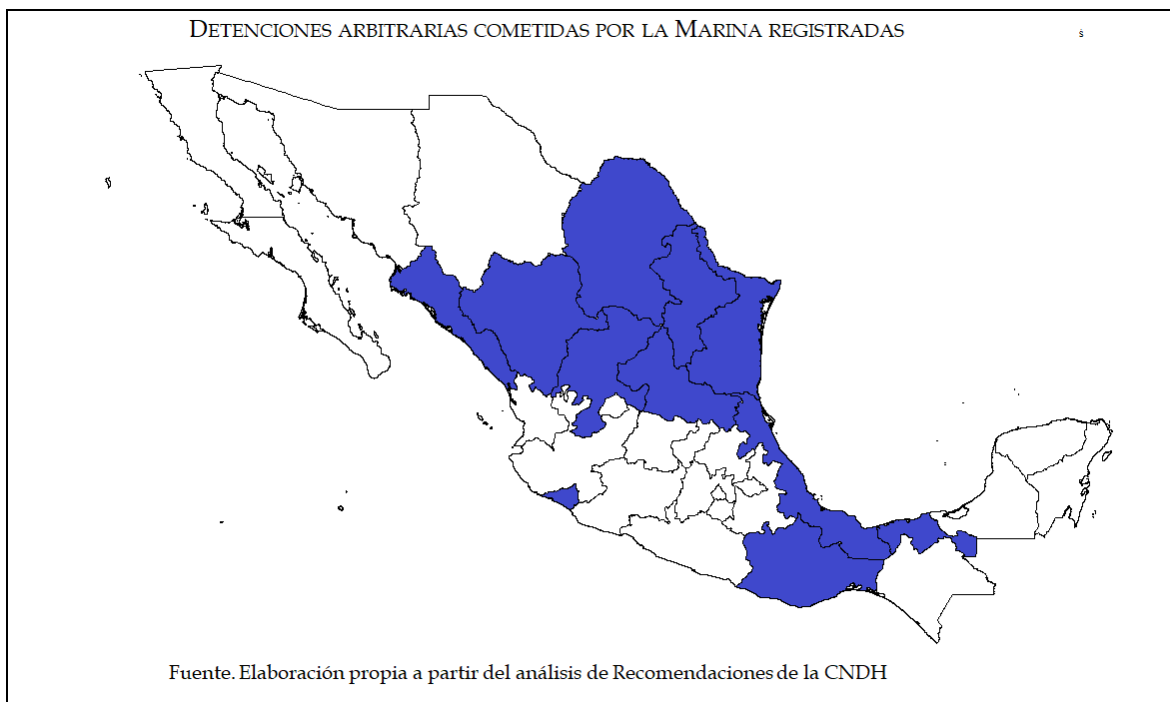 DETENCIONES ARBITRARIAS COMETIDAS POR LA MARINA REGISTRADAS
Fuente. Elaboración propia a partir del análisis de Recomendaciones de la CNDH